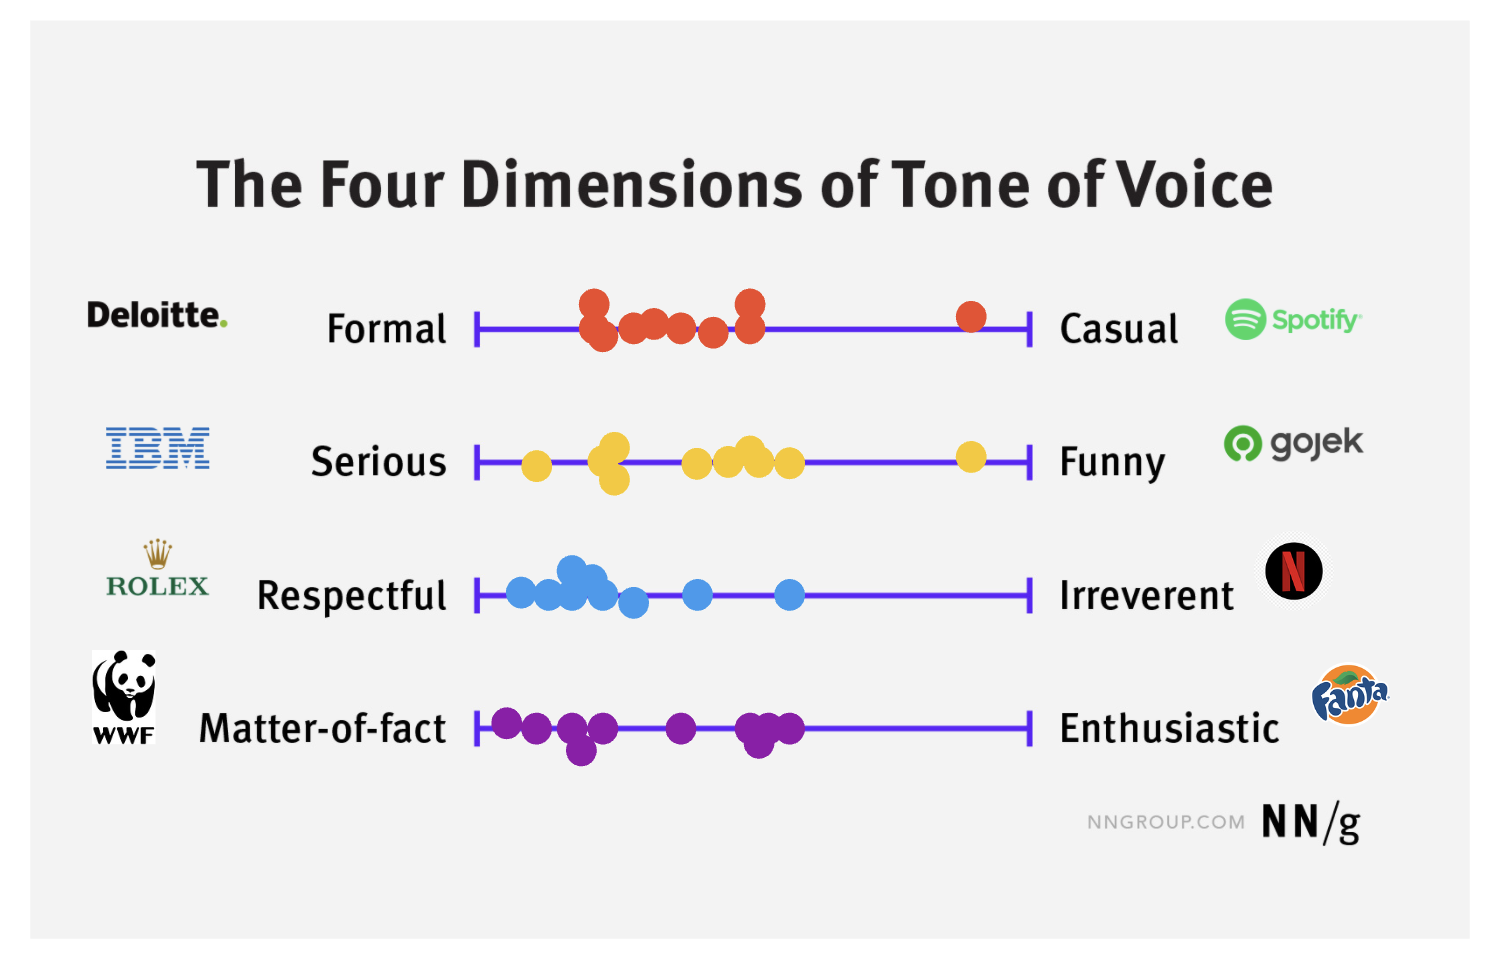 The Four Dimensions of Tone of Voice
Deloitte.
Formal
Casual
Spotify®
IBM
Serious
Funny
gojek
ROLEX
Respectful
Irreverent
N
WWF
Matter-of-fact
Enthusiastic
Fanta
NNGROUP.COM NN/g